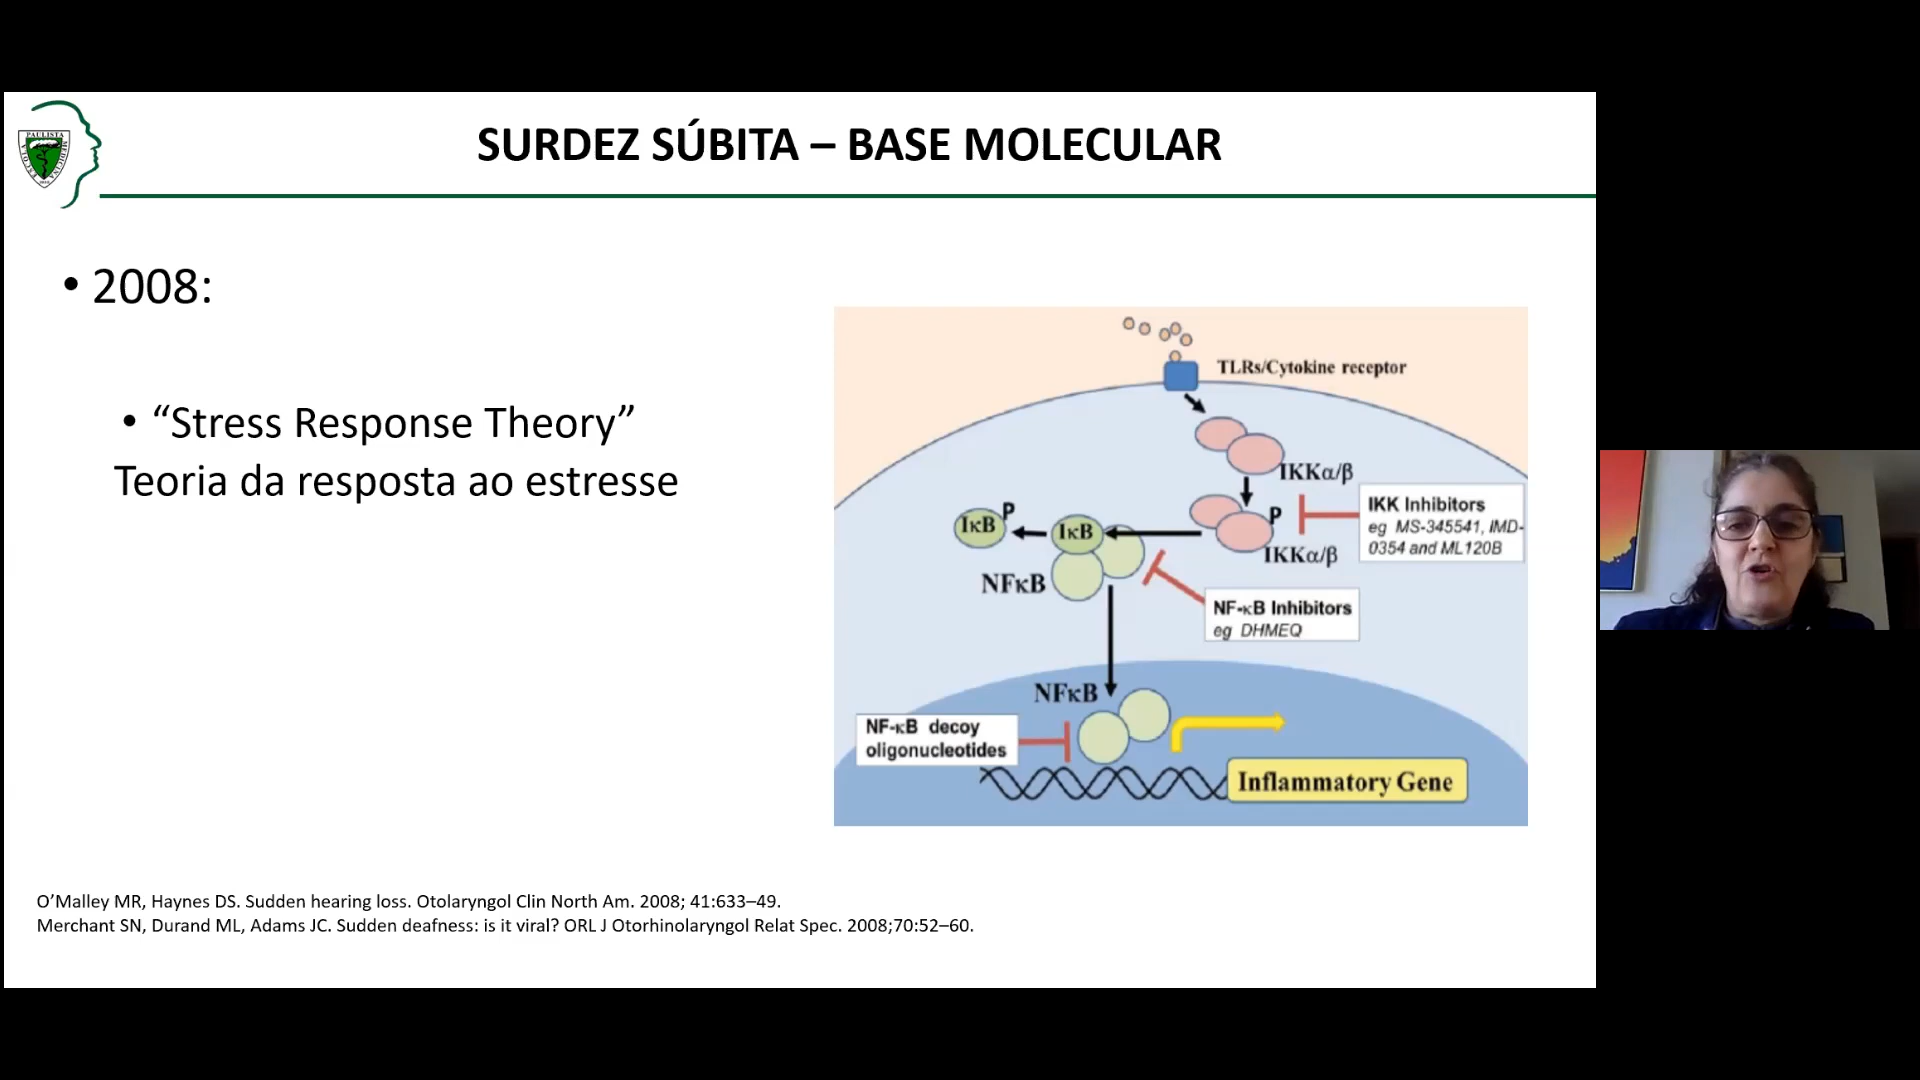 SURDEZ SÚBITA – BASE MOLECULAR
• 2008:
• “Stress Response Theory”
Teoria da resposta ao estresse
TLRs/Cytokine receptor
IKKα/β
P
IKKα/β
IKK Inhibitors
eg MS-345541, IMD-
0354 and ML120B
P
IκB
IκB
NFκB
NF-κB Inhibitors
eg DHMEQ
NFκB
NF-κB decoy
oligonucleotides
Inflammatory Gene
O’Malley MR, Haynes DS. Sudden hearing loss. Otolaryngol Clin North Am. 2008; 41:633–49.
Merchant SN, Durand ML, Adams JC. Sudden deafness: is it viral? ORL J Otorhinolaryngol Relat Spec. 2008;70:52–60.
PAULISTA